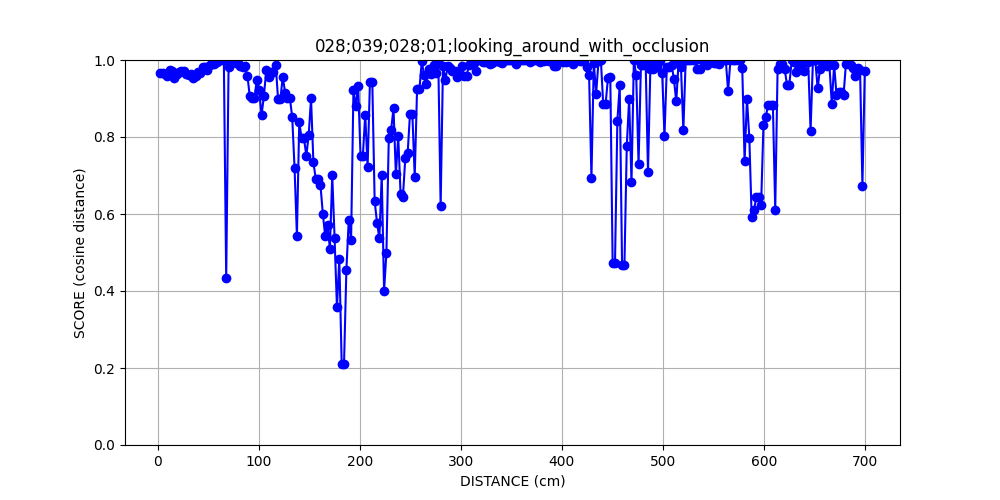 028;039;028;01;looking_around_with_occlusion
1.0
0.8
0.6
0.4
0.2
0.0
SCORE (cosine distance)
0 100 200 300 400 500 600 700
DISTANCE (cm)